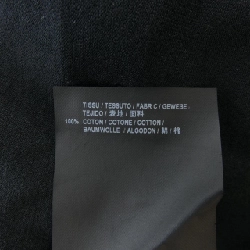 TISSU / TESSUTO / FABRIC / GEWEBE /
TEJIDO / 素材 / 面料
100% COTON / COTONE / COTTON /
BAUMWOLLE / ALGODON / 綿 / 棉